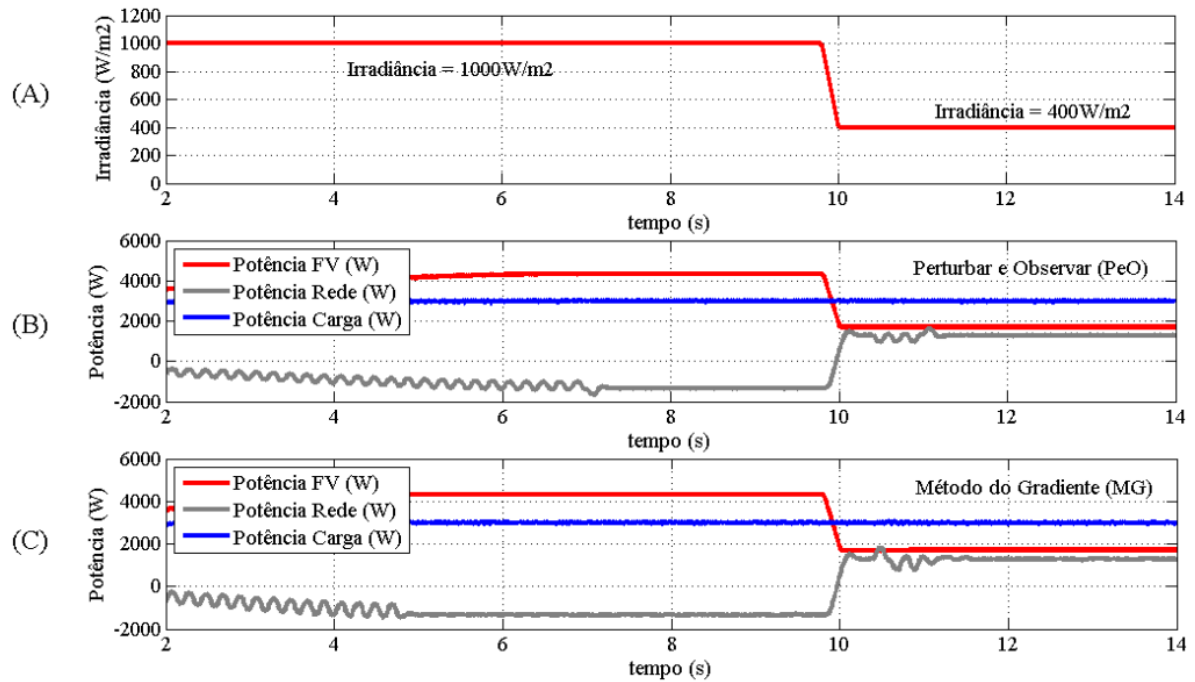 (A)
Irradiância (W/m2)
1200
1000
800
600
400
200
0
Irradiância = 1000W/m2
Irradiância = 400W/m2
2
4
6
8
10
12
14
tempo (s)
(B)
Potência (W)
6000
4000
2000
0
-2000
Potência FV (W)
Potência Rede (W)
Potência Carga (W)
Perturbar e Observar (PeO)
2
4
6
8
10
12
14
tempo (s)
(C)
Potência (W)
6000
4000
2000
0
-2000
Potência FV (W)
Potência Rede (W)
Potência Carga (W)
Método do Gradiente (MG)
2
4
6
8
10
12
14
tempo (s)